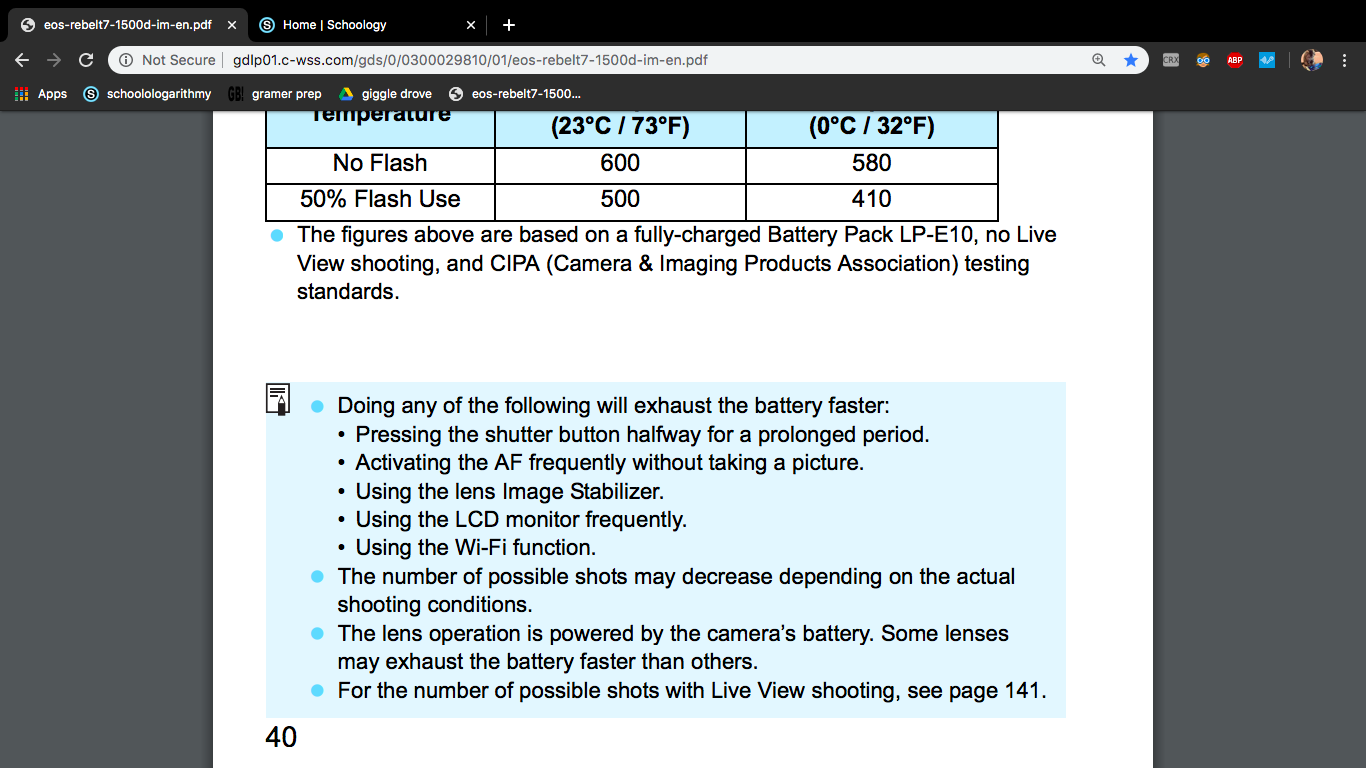 eos-rebelt7-1500d-im-en.pdf
Home | Schoology
Not Secure gdlp01.c-wss.com/gds/0/0300029810/01/eos-rebelt7-1500d-im-en.pdf
CRX ABP
Apps
S schoolologarithmy
GB! gramer prep
giggle drove
eos-rebelt7-1500...
Temperature (23°C / 73°F) (0°C / 32°F)
No Flash 600 580
50% Flash Use 500 410
The figures above are based on a fully-charged Battery Pack LP-E10, no Live
View shooting, and CIPA (Camera & Imaging Products Association) testing
standards.
Doing any of the following will exhaust the battery faster:
• Pressing the shutter button halfway for a prolonged period.
• Activating the AF frequently without taking a picture.
• Using the lens Image Stabilizer.
• Using the LCD monitor frequently.
• Using the Wi-Fi function.
The number of possible shots may decrease depending on the actual
shooting conditions.
The lens operation is powered by the camera's battery. Some lenses
may exhaust the battery faster than others.
For the number of possible shots with Live View shooting, see page 141.
40